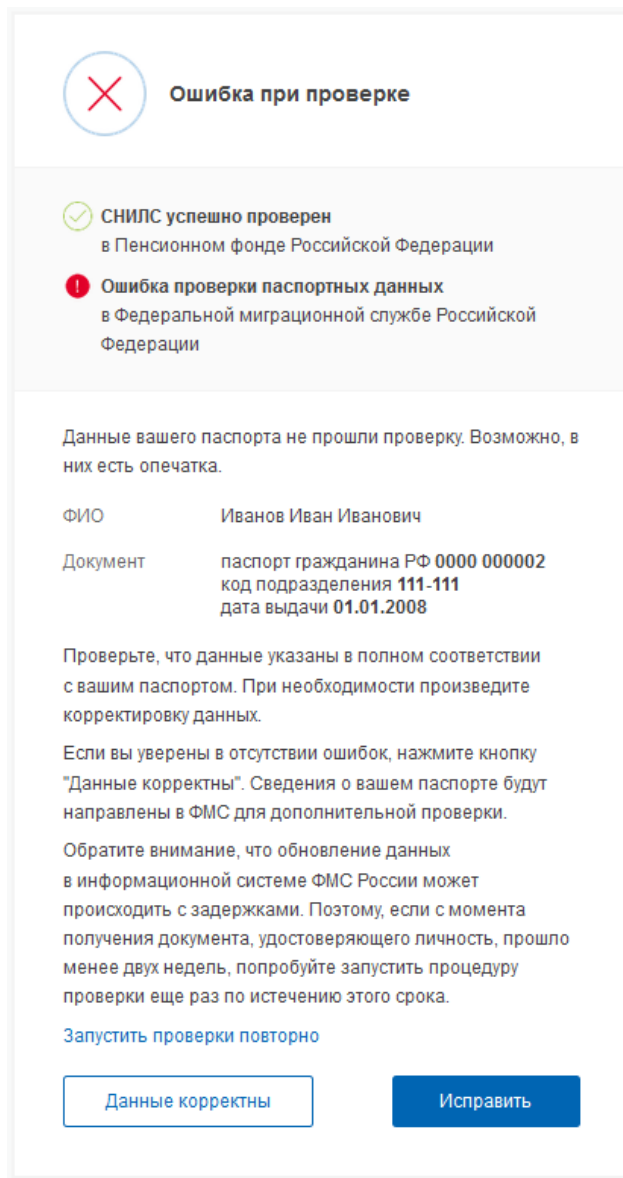 Ошибка при проверке
СНИЛС успешно проверен
в Пенсионном фонде Российской Федерации
Ошибка проверки паспортных данных
в Федеральной миграционной службе Российской
Федерации
Данные вашего паспорта не прошли проверку. Возможно, в
них есть опечатка.
ФИО Иванов Иван Иванович
Документ паспорт гражданина РФ 0000 000002
код подразделения 111-111
дата выдачи 01.01.2008
Проверьте, что данные указаны в полном соответствии
с вашим паспортом. При необходимости произведите
корректировку данных.
Если вы уверены в отсутствии ошибок, нажмите кнопку
"Данные корректны". Сведения о вашем паспорте будут
направлены в ФМС для дополнительной проверки.
Обратите внимание, что обновление данных
в информационной системе ФМС России может
происходить с задержками. Поэтому, если с момента
получения документа, удостоверяющего личность, прошло
менее двух недель, попробуйте запустить процедуру
проверки еще раз по истечению этого срока.
Запустить проверки повторно
Данные корректны Исправить